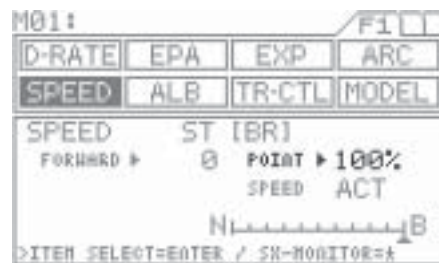 M01: F1
D-RATE EPA EXP ARC
SPEED ALB TR-CTL MODEL
SPEED ST [BR]
FORWARD ▸ 0 POINT ▸ 100%
SPEED ACT
N B
>ITEM SELECT=ENTER / SX-MONITOR=★